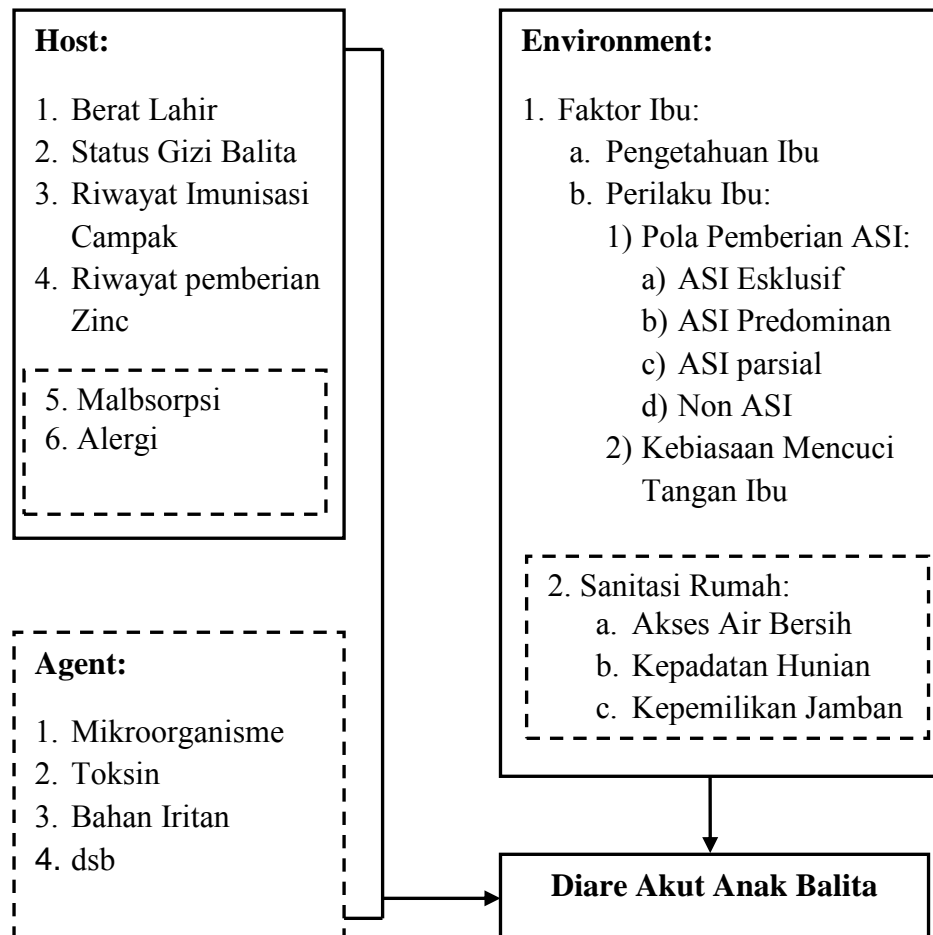 Host:
1. Berat Lahir
2. Status Gizi Balita
3. Riwayat Imunisasi
Campak
4. Riwayat pemberian
Zinc
5. Malbsorpsi
6. Alergi
Agent:
1. Mikroorganisme
2. Toksin
3. Bahan Iritan
4. dsb
Environment:
1. Faktor Ibu:
a. Pengetahuan Ibu
b. Perilaku Ibu:
1) Pola Pemberian ASI:
a) ASI Esklusif
b) ASI Predominan
c) ASI parsial
d) Non ASI
2) Kebiasaan Mencuci
Tangan Ibu
2. Sanitasi Rumah:
a. Akses Air Bersih
b. Kepadatan Hunian
c. Kepemilikan Jamban
Diare Akut Anak Balita